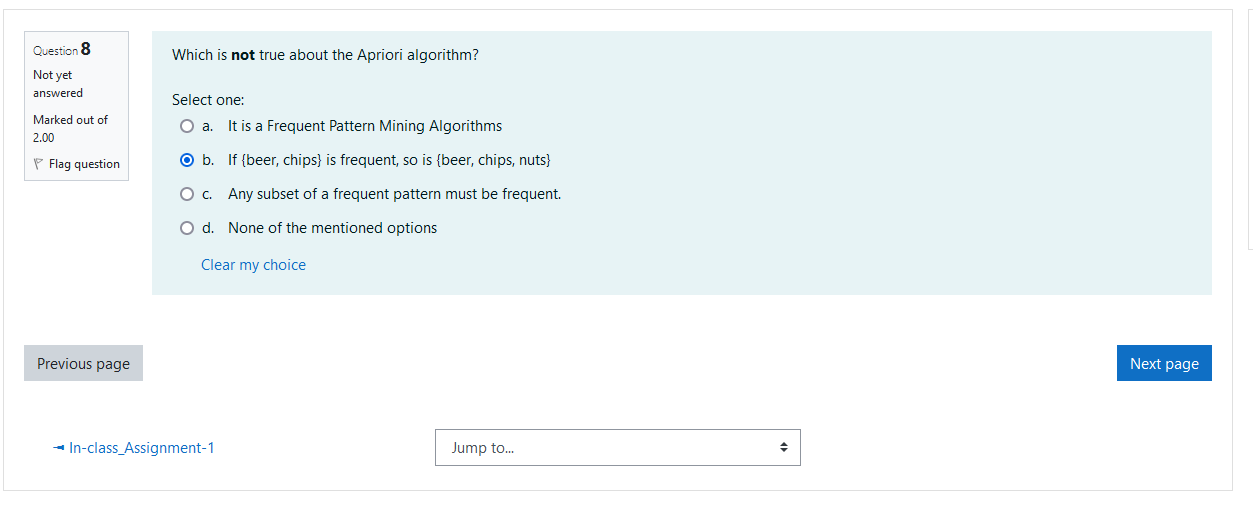 Question 8
Not yet
answered
Marked out of
2.00
Flag question
Which is not true about the Apriori algorithm?
Select one:
a. It is a Frequent Pattern Mining Algorithms
b. If {beer, chips} is frequent, so is {beer, chips, nuts}
c. Any subset of a frequent pattern must be frequent.
d. None of the mentioned options
Clear my choice
Previous page
Next page
◄ In-class_Assignment-1
Jump to...